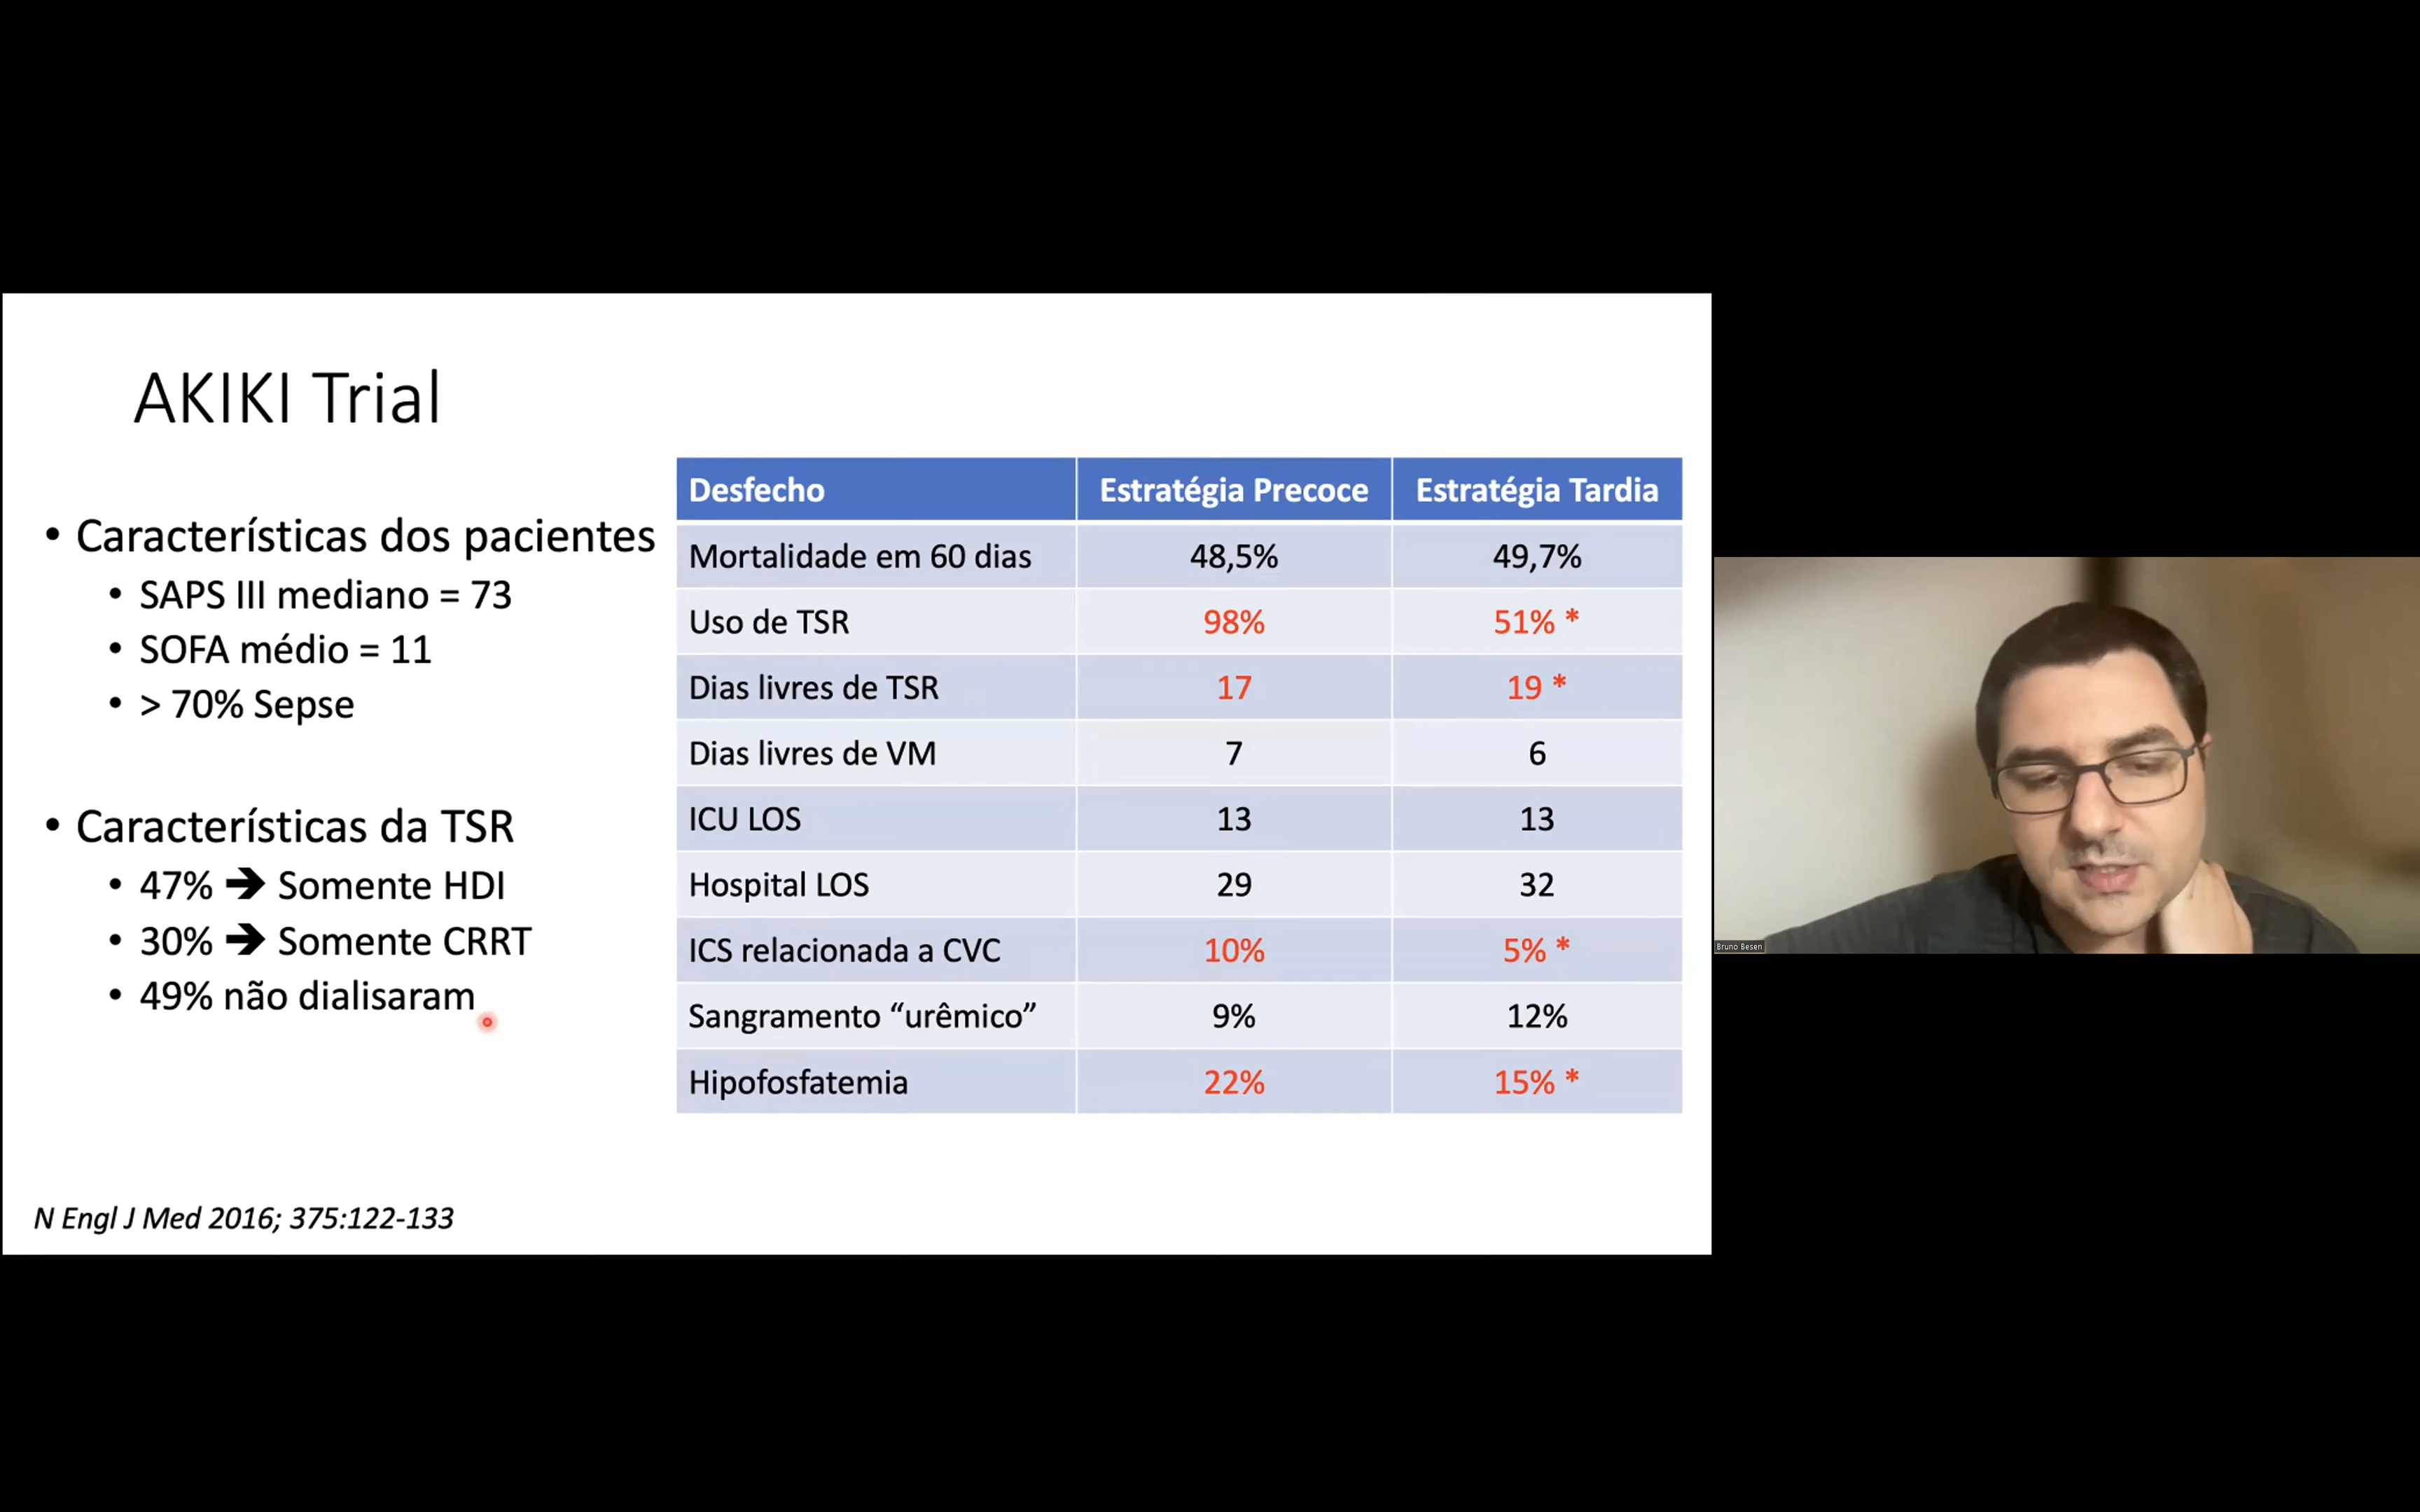 AKIKI Trial
• Características dos pacientes
• SAPS III mediano = 73
• SOFA médio = 11
• > 70% Sepse
• Características da TSR
• 47% ➔ Somente HDI
• 30% ➔ Somente CRRT
• 49% não dialisaram
Desfecho Estratégia Precoce Estratégia Tardia
Mortalidade em 60 dias 48,5% 49,7%
Uso de TSR 98% 51% *
Dias livres de TSR 17 19 *
Dias livres de VM 7 6
ICU LOS 13 13
Hospital LOS 29 32
ICS relacionada a CVC 10% 5% *
Sangramento “urêmico” 9% 12%
Hipofosfatemia 22% 15% *
N Engl J Med 2016; 375:122-133
Bruno Besen